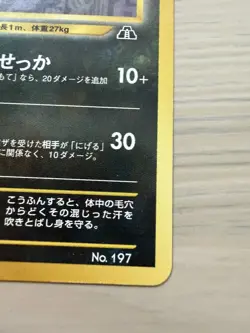 長1m、体重27kg
せっか
もて」なら、20ダメージを追加
10+
ザを受けた相手が「にげる」
に関係なく、10ダメージ。
30
こうふんすると、体中の毛穴
からどくその混じった汗を
吹きとばし身を守る。
No. 197